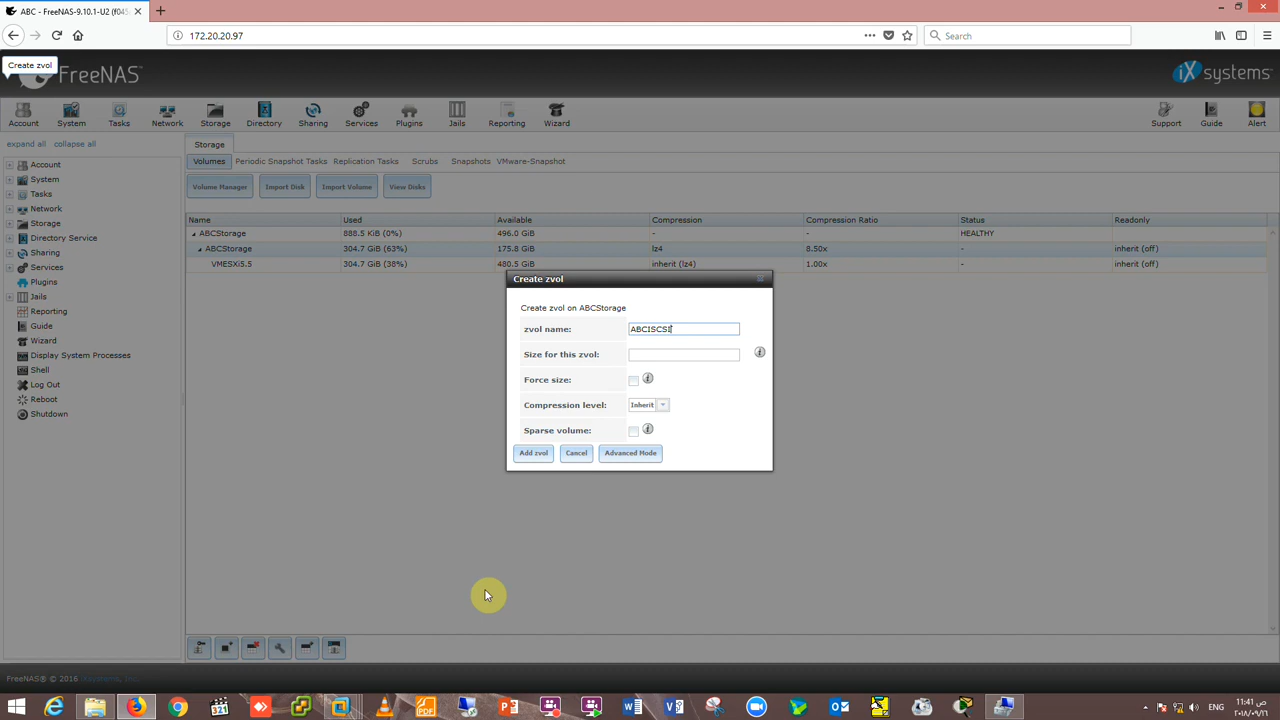 ABC - FreeNAS-9.10.1-U2 (f045
172.20.20.97
Search
Create zvol
FreeNAS
iXsystems
Account System Tasks Network Storage Directory Sharing Services Plugins Jails Reporting Wizard Support Guide Alert
expand all collapse all
Account
System
Tasks
Network
Storage
Directory Service
Sharing
Services
Plugins
Jails
Reporting
Guide
Wizard
Display System Processes
Shell
Log Out
Reboot
Shutdown
Storage
Volumes Periodic Snapshot Tasks Replication Tasks Scrubs Snapshots VMware-Snapshot
Volume Manager Import Disk Import Volume View Disks
Name Used Available Compression Compression Ratio Status Readonly
ABCStorage 888.5 KiB (0%) 496.0 GiB - - HEALTHY
ABCStorage 304.7 GiB (63%) 175.8 GiB lz4 8.50x - inherit (off)
VMESXi5.5 304.7 GiB (38%) 480.5 GiB inherit (lz4) 1.00x - inherit (off)
Create zvol
Create zvol on ABCStorage
zvol name: ABCISCSI
Size for this zvol:
Force size:
Compression level: Inherit
Sparse volume:
Add zvol Cancel Advanced Mode
FreeNAS® © 2016 iXsystems, Inc.
321
ENG
11:41 ص